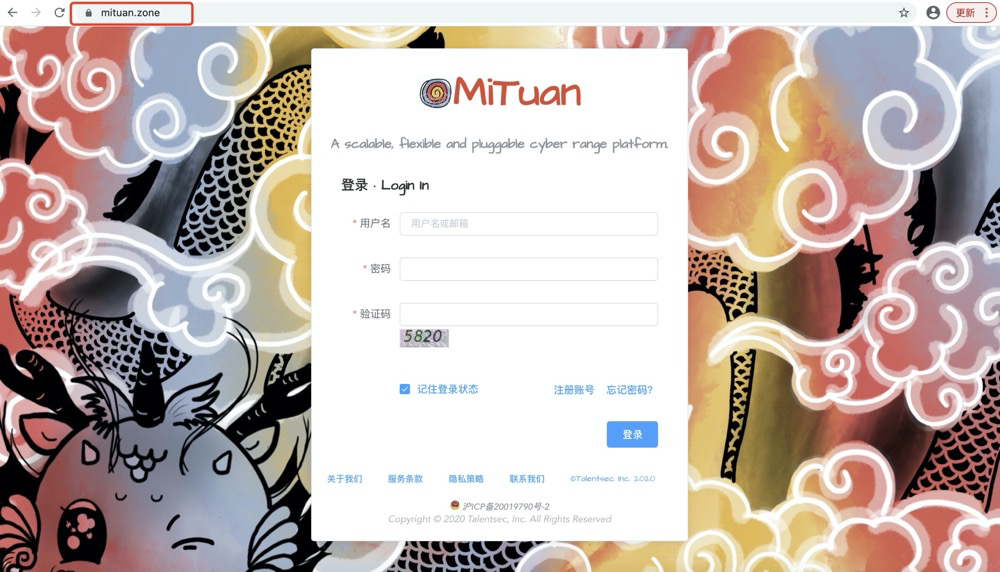 mituan.zone
更新
MiTuan
A scalable, flexible and pluggable cyber range platform.
登录 · Login In
* 用户名 用户名或邮箱
* 密码
* 验证码
5820
记住登录状态 注册账号 忘记密码?
登录
关于我们 服务条款 隐私策略 联系我们 ©Talentsec Inc. 2020
沪ICP备20019790号-2
Copyright © 2020 Talentsec, Inc. All Rights Reserved